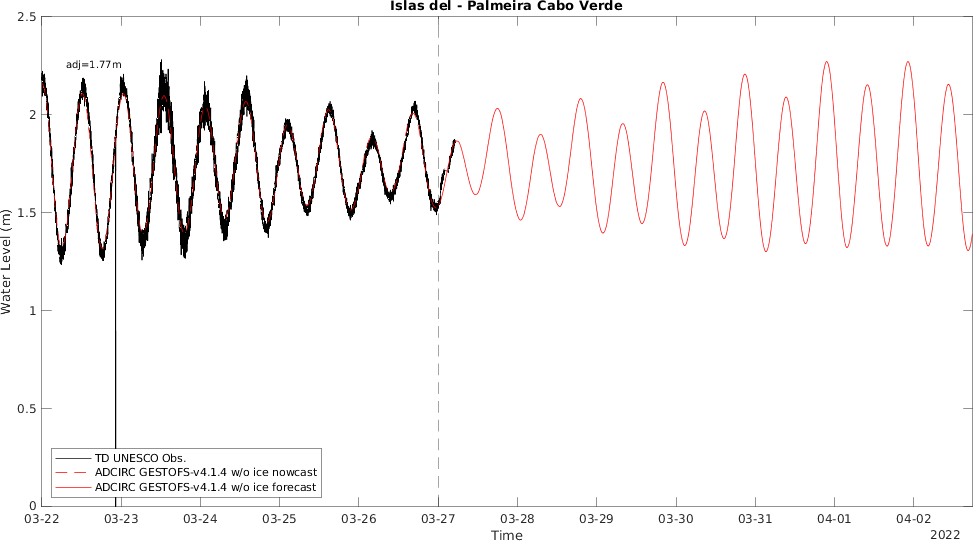 Islas del - Palmeira Cabo Verde
2.5
adj=1.77m
2
1.5
Water Level (m)
1
0.5
TD UNESCO Obs.
ADCIRC GESTOFS-v4.1.4 w/o ice nowcast
ADCIRC GESTOFS-v4.1.4 w/o ice forecast
0
03-22 03-23 03-24 03-25 03-26 03-27 03-28 03-29 03-30 03-31 04-01 04-02
Time
2022